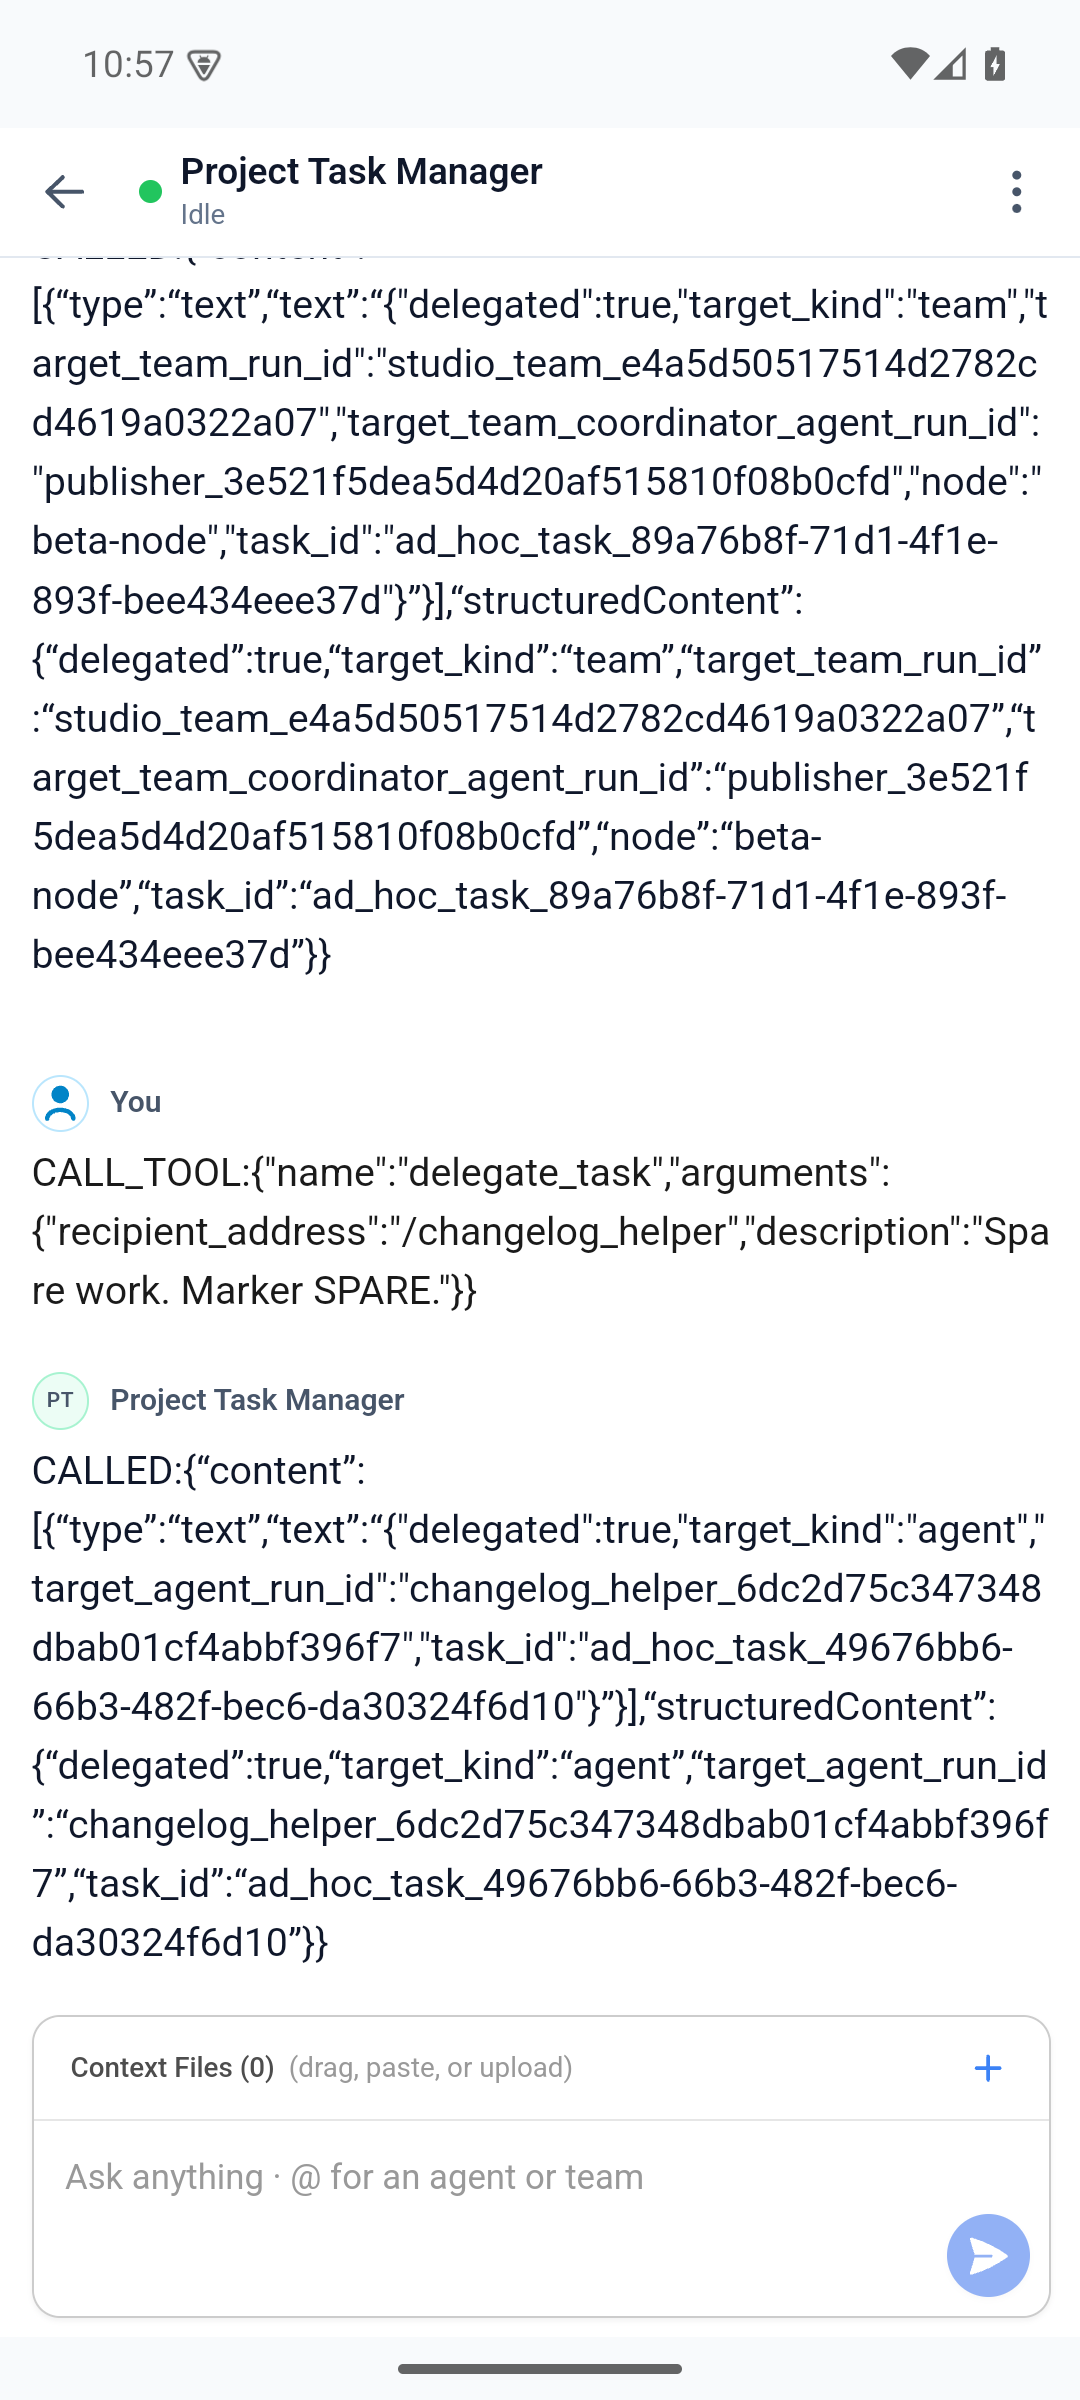 10:57
Project Task Manager
Idle
[{“type”:“text”,“text”:“{"delegated":true,"target_kind":"team","t
arget_team_run_id":"studio_team_e4a5d50517514d2782c
d4619a0322a07","target_team_coordinator_agent_run_id":
"publisher_3e521f5dea5d4d20af515810f08b0cfd","node":"
beta-node","task_id":"ad_hoc_task_89a76b8f-71d1-4f1e-
893f-bee434eee37d"}”}],“structuredContent”:
{“delegated”:true,“target_kind”:“team”,“target_team_run_id”
:“studio_team_e4a5d50517514d2782cd4619a0322a07”,“t
arget_team_coordinator_agent_run_id”:“publisher_3e521f
5dea5d4d20af515810f08b0cfd”,“node”:“beta-
node”,“task_id”:“ad_hoc_task_89a76b8f-71d1-4f1e-893f-
bee434eee37d”}}
You
CALL_TOOL:{"name":"delegate_task","arguments":
{"recipient_address":"/changelog_helper","description":"Spa
re work. Marker SPARE."}}
PT
Project Task Manager
CALLED:{“content”:
[{“type”:“text”,“text”:“{"delegated":true,"target_kind":"agent","
target_agent_run_id":"changelog_helper_6dc2d75c347348
dbab01cf4abbf396f7","task_id":"ad_hoc_task_49676bb6-
66b3-482f-bec6-da30324f6d10"}”}],“structuredContent”:
{“delegated”:true,“target_kind”:“agent”,“target_agent_run_id
”:“changelog_helper_6dc2d75c347348dbab01cf4abbf396f
7”,“task_id”:“ad_hoc_task_49676bb6-66b3-482f-bec6-
da30324f6d10”}}
Context Files (0) (drag, paste, or upload)
Ask anything · @ for an agent or team